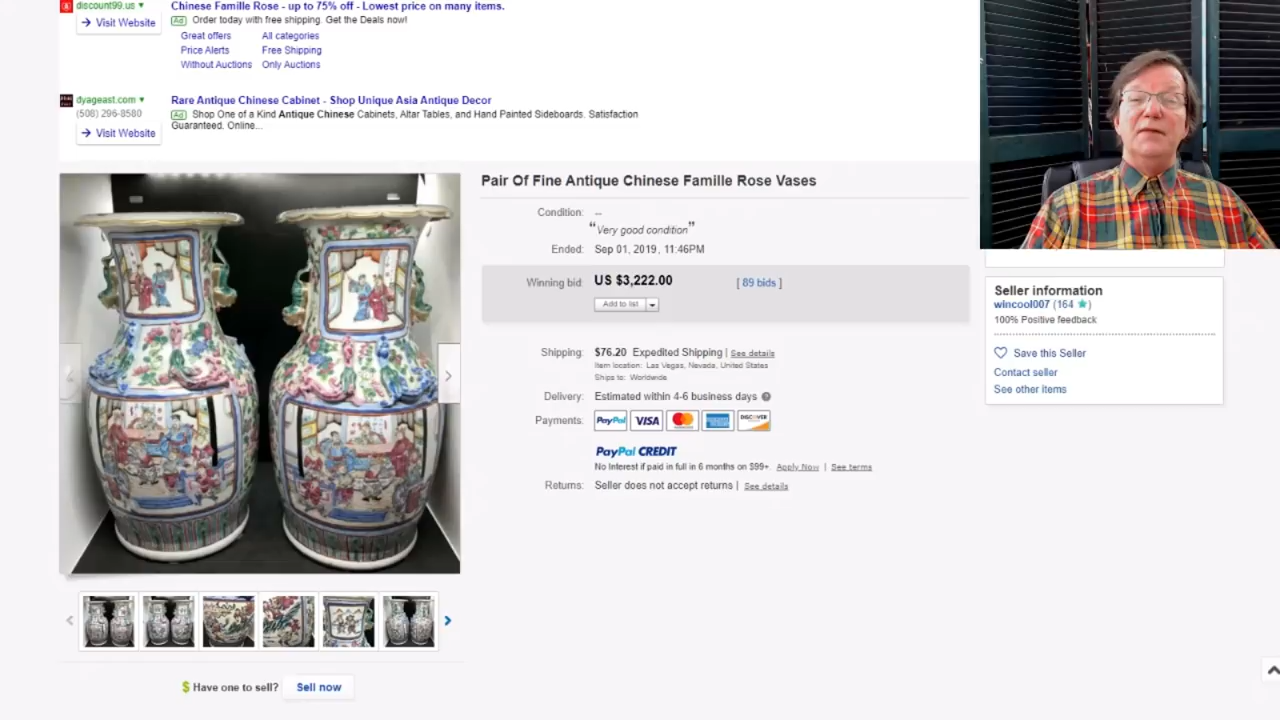 discount99.us
Visit Website
Chinese Famille Rose - up to 75% off - Lowest price on many items.
Ad Order today with free shipping. Get the Deals now!
Great offers All categories
Price Alerts Free Shipping
Without Auctions Only Auctions
dyageast.com
(508) 296-8580
Visit Website
Rare Antique Chinese Cabinet - Shop Unique Asia Antique Decor
Ad Shop One of a Kind Antique Chinese Cabinets, Altar Tables, and Hand Painted Sideboards. Satisfaction
Guaranteed. Online...
Pair Of Fine Antique Chinese Famille Rose Vases
Condition: --
“Very good condition”
Ended: Sep 01, 2019, 11:46PM
Winning bid: US $3,222.00 [ 89 bids ]
Add to list
Shipping: $76.20 Expedited Shipping | See details
Item location: Las Vegas, Nevada, United States
Ships to: Worldwide
Delivery: Estimated within 4-6 business days
Payments: PayPal VISA MasterCard AMERICAN EXPRESS DISCOVER
PayPal CREDIT
No Interest if paid in full in 6 months on $99+. Apply Now | See terms
Returns: Seller does not accept returns | See details
Seller information
wincool007 (164 ★)
100% Positive feedback
Save this Seller
Contact seller
See other items
$ Have one to sell? Sell now